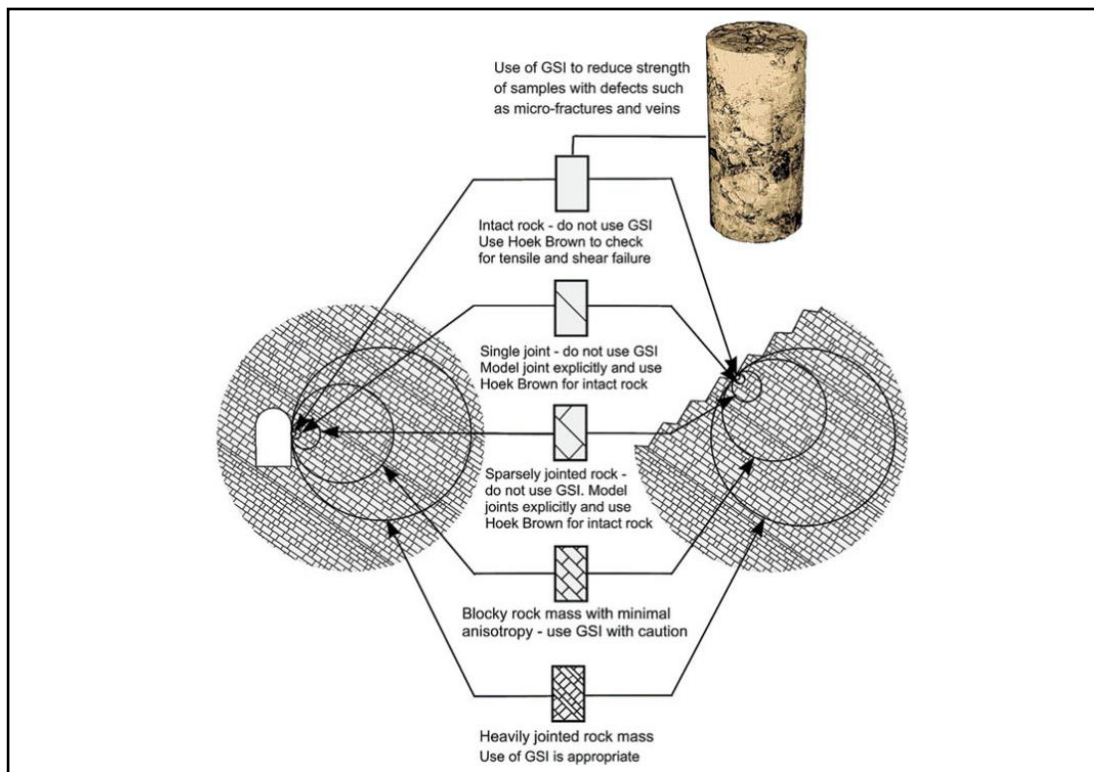 Use of GSI to reduce strength
of samples with defects such
as micro-fractures and veins
Intact rock - do not use GSI
Use Hoek Brown to check
for tensile and shear failure
Single joint - do not use GSI
Model joint explicitly and use
Hoek Brown for intact rock
Sparsely jointed rock -
do not use GSI. Model
joints explicitly and use
Hoek Brown for intact rock
Blocky rock mass with minimal
anisotropy - use GSI with caution
Heavily jointed rock mass
Use of GSI is appropriate